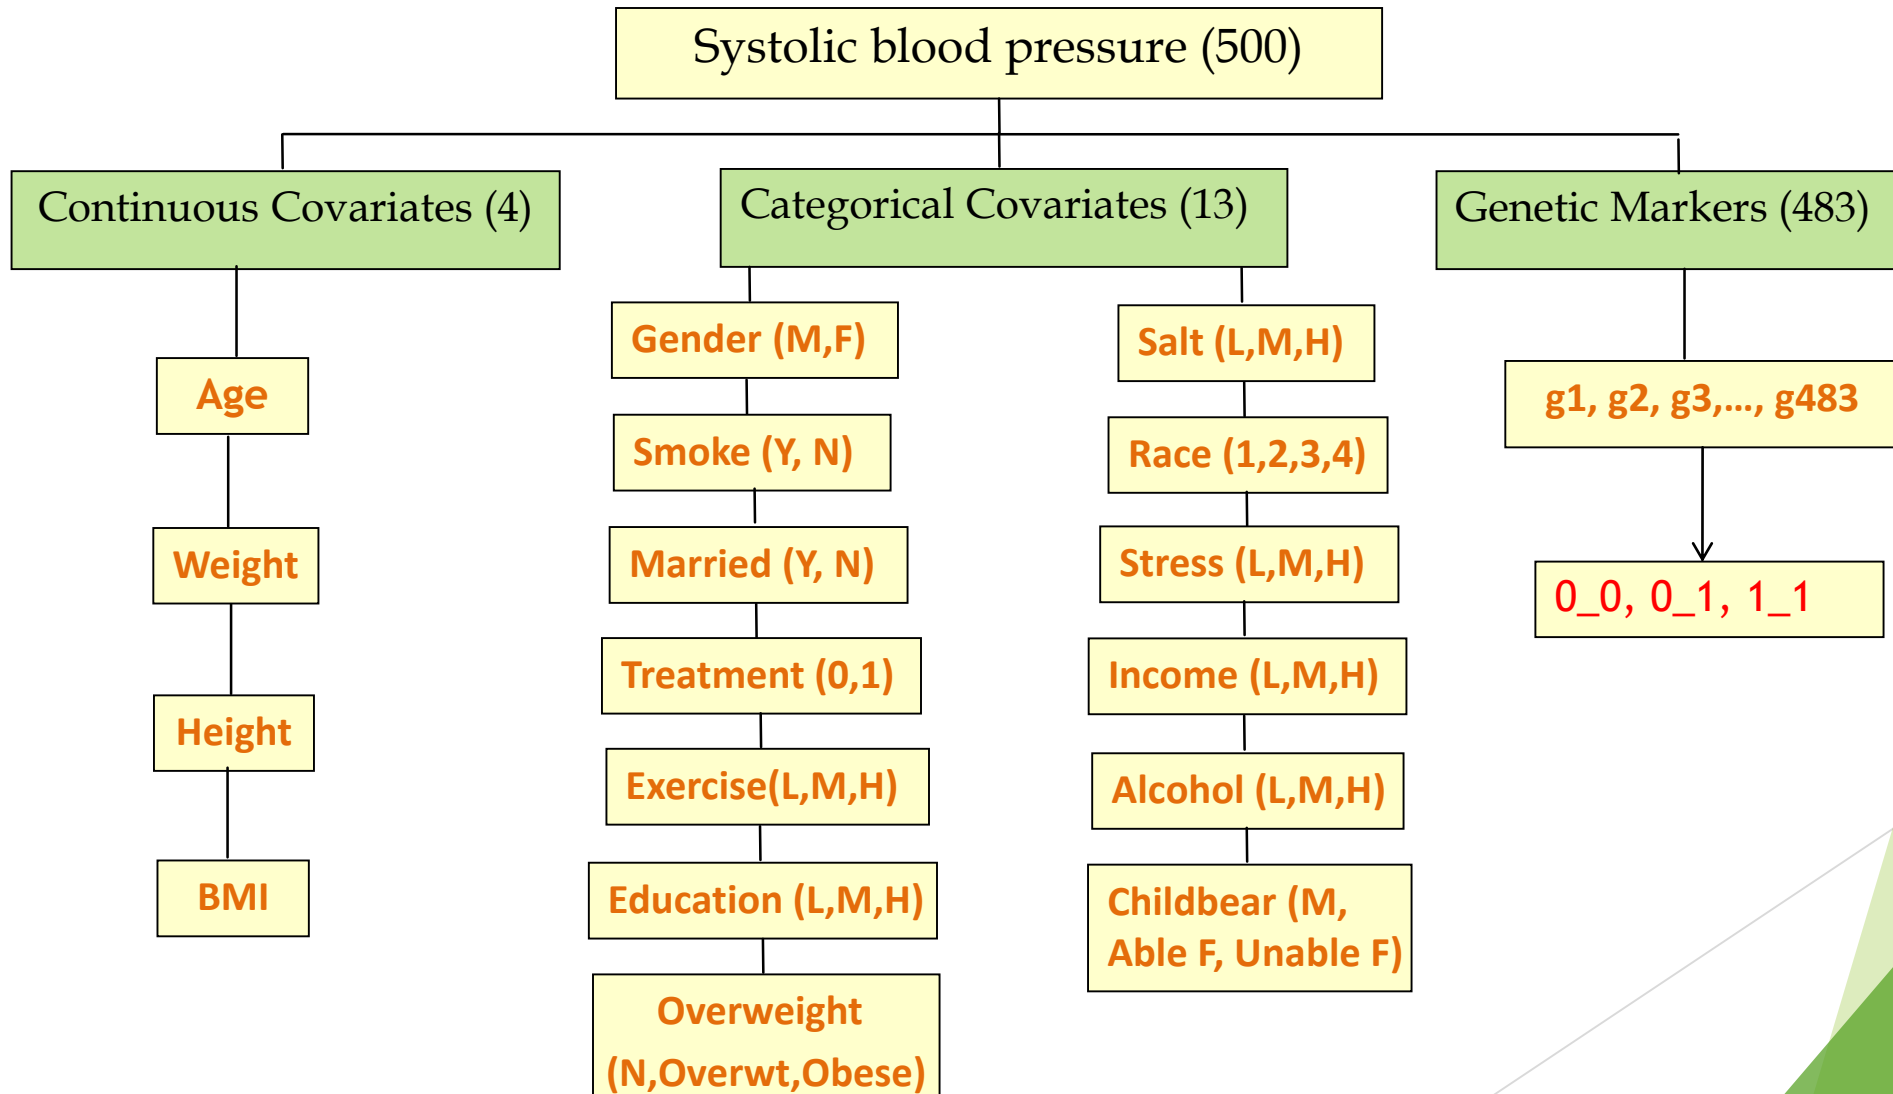 Systolic blood pressure (500)
Continuous Covariates (4)
Age
Weight
Height
BMI
Categorical Covariates (13)
Gender (M,F)
Smoke (Y, N)
Married (Y, N)
Treatment (0,1)
Exercise(L,M,H)
Education (L,M,H)
Overweight
(N,Overwt,Obese)
Salt (L,M,H)
Race (1,2,3,4)
Stress (L,M,H)
Income (L,M,H)
Alcohol (L,M,H)
Childbear (M,
Able F, Unable F)
Genetic Markers (483)
g1, g2, g3,..., g483
0_0, 0_1, 1_1